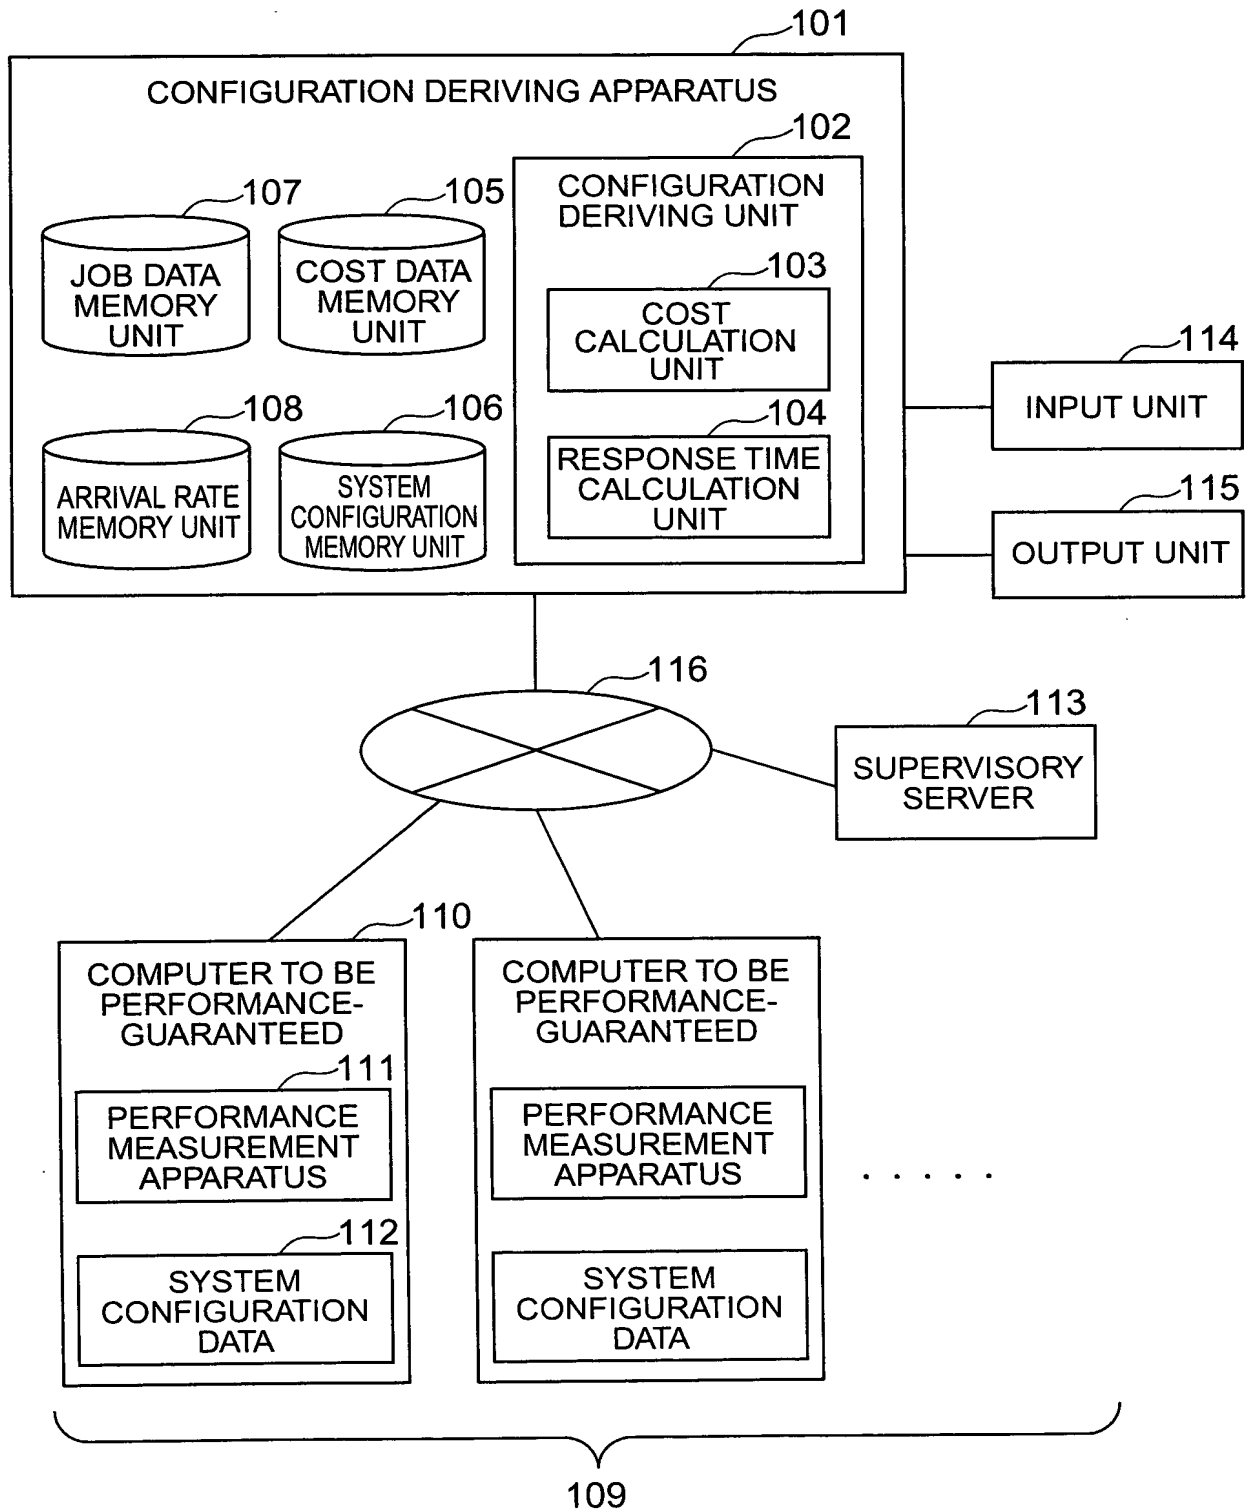 101
CONFIGURATION DERIVING APPARATUS
102
CONFIGURATION
DERIVING UNIT
107
JOB DATA
MEMORY
UNIT
105
COST DATA
MEMORY
UNIT
103
COST
CALCULATION
UNIT
108
ARRIVAL RATE
MEMORY UNIT
106
SYSTEM
CONFIGURATION
MEMORY UNIT
104
RESPONSE TIME
CALCULATION
UNIT
114
INPUT UNIT
115
OUTPUT UNIT
116
113
SUPERVISORY
SERVER
110
COMPUTER TO BE
PERFORMANCE-
GUARANTEED
111
PERFORMANCE
MEASUREMENT
APPARATUS
112
SYSTEM
CONFIGURATION
DATA
COMPUTER TO BE
PERFORMANCE-
GUARANTEED
PERFORMANCE
MEASUREMENT
APPARATUS
SYSTEM
CONFIGURATION
DATA
. . . . .
109